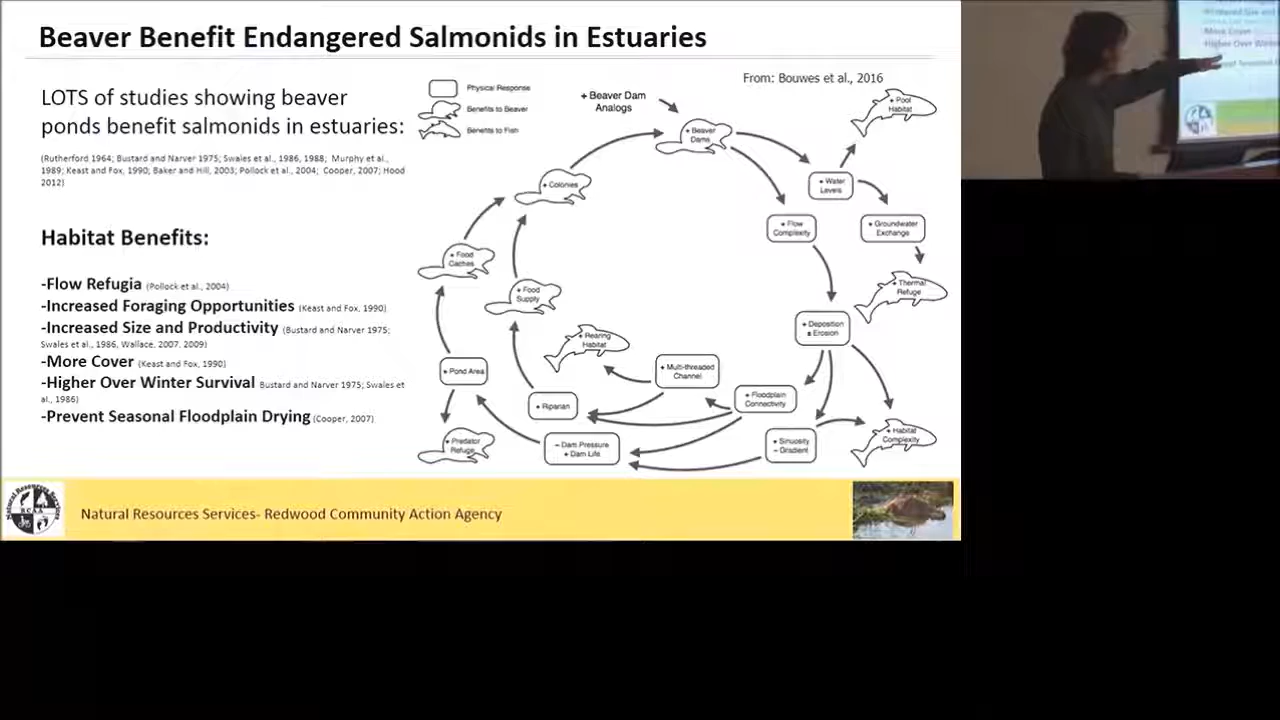 Beaver Benefit Endangered Salmonids in Estuaries
LOTS of studies showing beaver
ponds benefit salmonids in estuaries:
(Rutherford 1964; Bustard and Narver 1975; Swales et al., 1986, 1988; Murphy et al.,
1989; Keast and Fox, 1990; Baker and Hill, 2003; Pollock et al., 2004; Cooper, 2007; Hood
2012)
Habitat Benefits:
-Flow Refugia (Pollock et al., 2004)
-Increased Foraging Opportunities (Keast and Fox, 1990)
-Increased Size and Productivity (Bustard and Narver 1975;
Swales et al., 1986, Wallace, 2007, 2009)
-More Cover (Keast and Fox, 1990)
-Higher Over Winter Survival Bustard and Narver 1975; Swales et
al., 1986)
-Prevent Seasonal Floodplain Drying (Cooper, 2007)
From: Bouwes et al., 2016
Physical Response
Benefits to Beaver
Benefits to Fish
+ Beaver Dam
Analogs
+ Beaver
Dams
+ Pool
Habitat
+ Water
Levels
+ Colonies
+ Flow
Complexity
+ Groundwater
Exchange
+ Food
Caches
+ Food
Supply
+ Thermal
Refuge
+ Deposition
± Erosion
+ Rearing
Habitat
+ Pond Area
+ Multi-threaded
Channel
+ Floodplain
Connectivity
+ Riparian
+ Predator
Refuge
− Dam Pressure
+ Dam Life
+ Sinuosity
− Gradient
+ Habitat
Complexity
Natural Resources Services- Redwood Community Action Agency
More Cover
Higher Over Winter